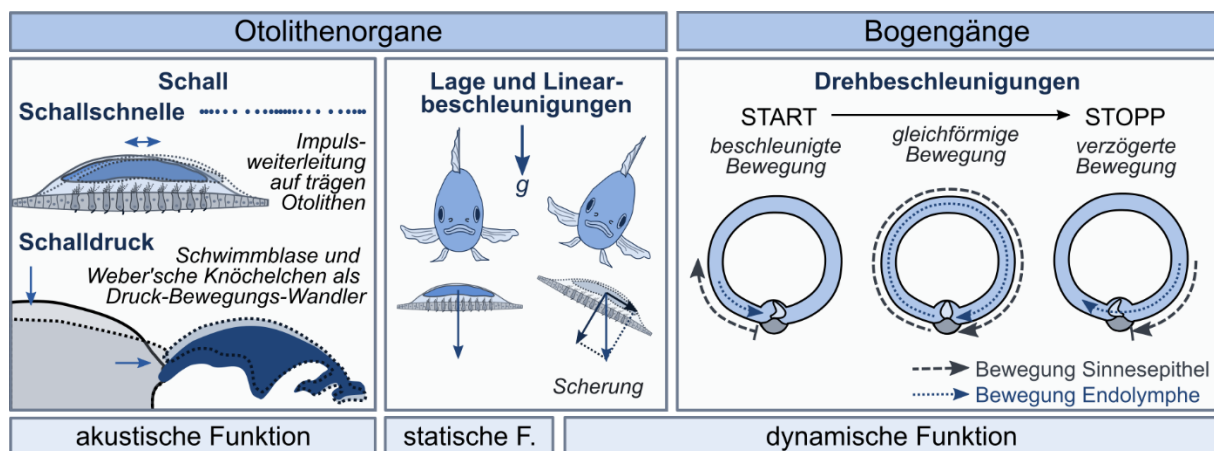 Otolithenorgane
Schall
Schallschnelle
Impuls-
weiterleitung
auf trägen
Otolithen
Schalldruck
Schwimmblase und
Weber'sche Knöchelchen als
Druck-Bewegungs-Wandler
Lage und Linear-
beschleunigungen
g
Scherung
Bogengänge
Drehbeschleunigungen
START
beschleunigte
Bewegung
gleichförmige
Bewegung
STOPP
verzögerte
Bewegung
Bewegung Sinnesepithel
Bewegung Endolymphe
akustische Funktion
statische F.
dynamische Funktion